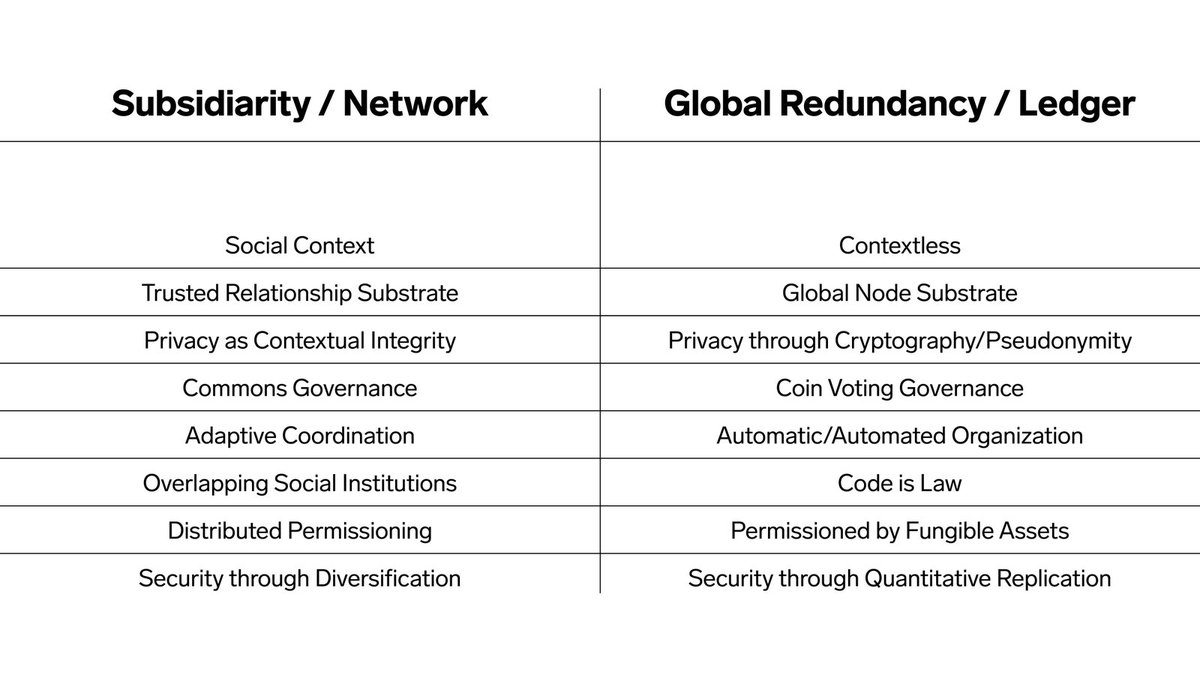 Subsidiarity / Network
Global Redundancy / Ledger
Social Context
Contextless
Trusted Relationship Substrate
Global Node Substrate
Privacy as Contextual Integrity
Privacy through Cryptography/Pseudonymity
Commons Governance
Coin Voting Governance
Adaptive Coordination
Automatic/Automated Organization
Overlapping Social Institutions
Code is Law
Distributed Permissioning
Permissioned by Fungible Assets
Security through Diversification
Security through Quantitative Replication